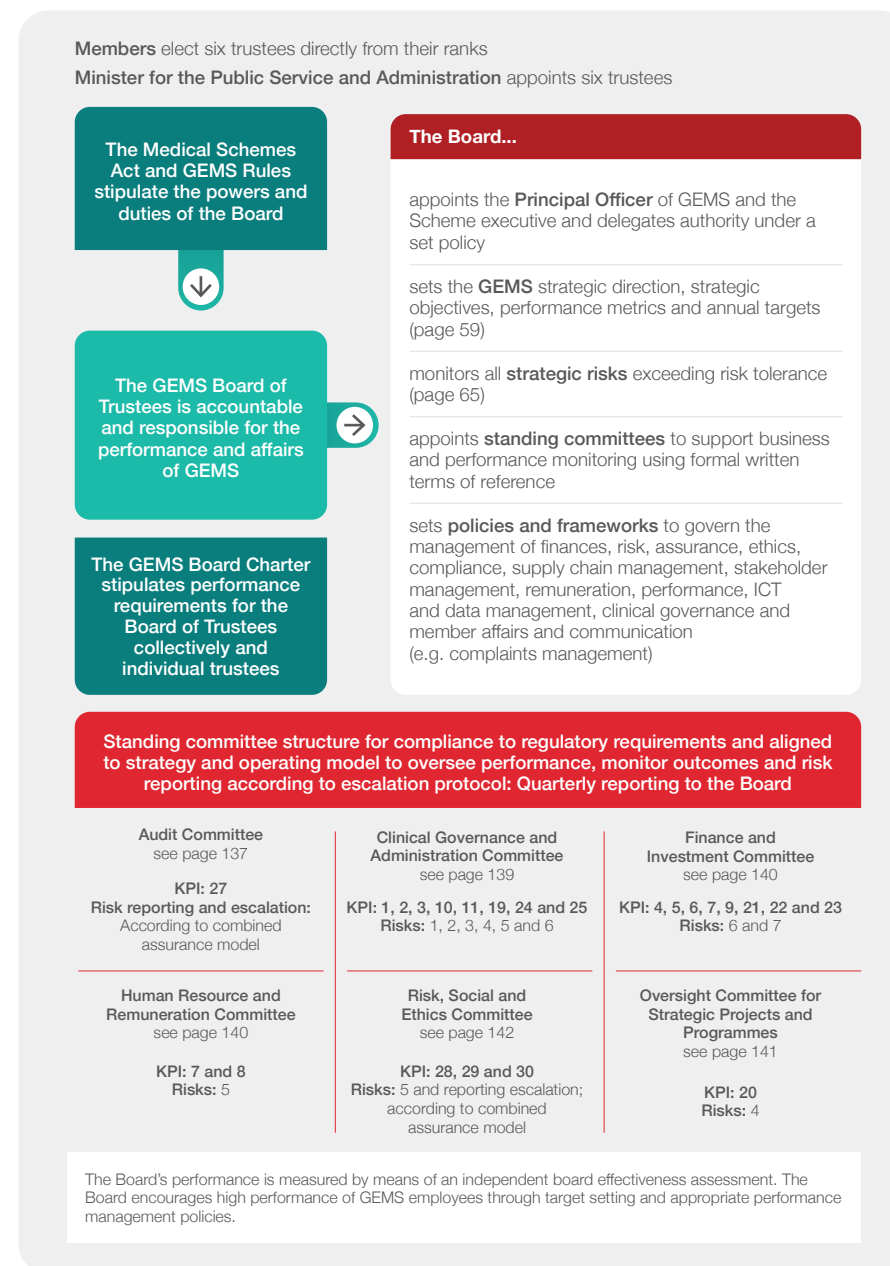 Members elect six trustees directly from their ranks
Minister for the Public Service and Administration appoints six trustees
The Medical Schemes
Act and GEMS Rules
stipulate the powers and
duties of the Board
The GEMS Board of
Trustees is accountable
and responsible for the
performance and affairs
of GEMS
The GEMS Board Charter
stipulates performance
requirements for the
Board of Trustees
collectively and
individual trustees
The Board...
appoints the Principal Officer of GEMS and the
Scheme executive and delegates authority under a
set policy
sets the GEMS strategic direction, strategic
objectives, performance metrics and annual targets
(page 59)
monitors all strategic risks exceeding risk tolerance
(page 65)
appoints standing committees to support business
and performance monitoring using formal written
terms of reference
sets policies and frameworks to govern the
management of finances, risk, assurance, ethics,
compliance, supply chain management, stakeholder
management, remuneration, performance, ICT
and data management, clinical governance and
member affairs and communication
(e.g. complaints management)
Standing committee structure for compliance to regulatory requirements and aligned
to strategy and operating model to oversee performance, monitor outcomes and risk
reporting according to escalation protocol: Quarterly reporting to the Board
Audit Committee
see page 137
KPI: 27
Risk reporting and escalation:
According to combined
assurance model
Clinical Governance and
Administration Committee
see page 139
KPI: 1, 2, 3, 10, 11, 19, 24 and 25
Risks: 1, 2, 3, 4, 5 and 6
Finance and
Investment Committee
see page 140
KPI: 4, 5, 6, 7, 9, 21, 22 and 23
Risks: 6 and 7
Human Resource and
Remuneration Committee
see page 140
KPI: 7 and 8
Risks: 5
Risk, Social and
Ethics Committee
see page 142
KPI: 28, 29 and 30
Risks: 5 and reporting escalation;
according to combined
assurance model
Oversight Committee for
Strategic Projects and
Programmes
see page 141
KPI: 20
Risks: 4
The Board's performance is measured by means of an independent board effectiveness assessment. The
Board encourages high performance of GEMS employees through target setting and appropriate performance
management policies.